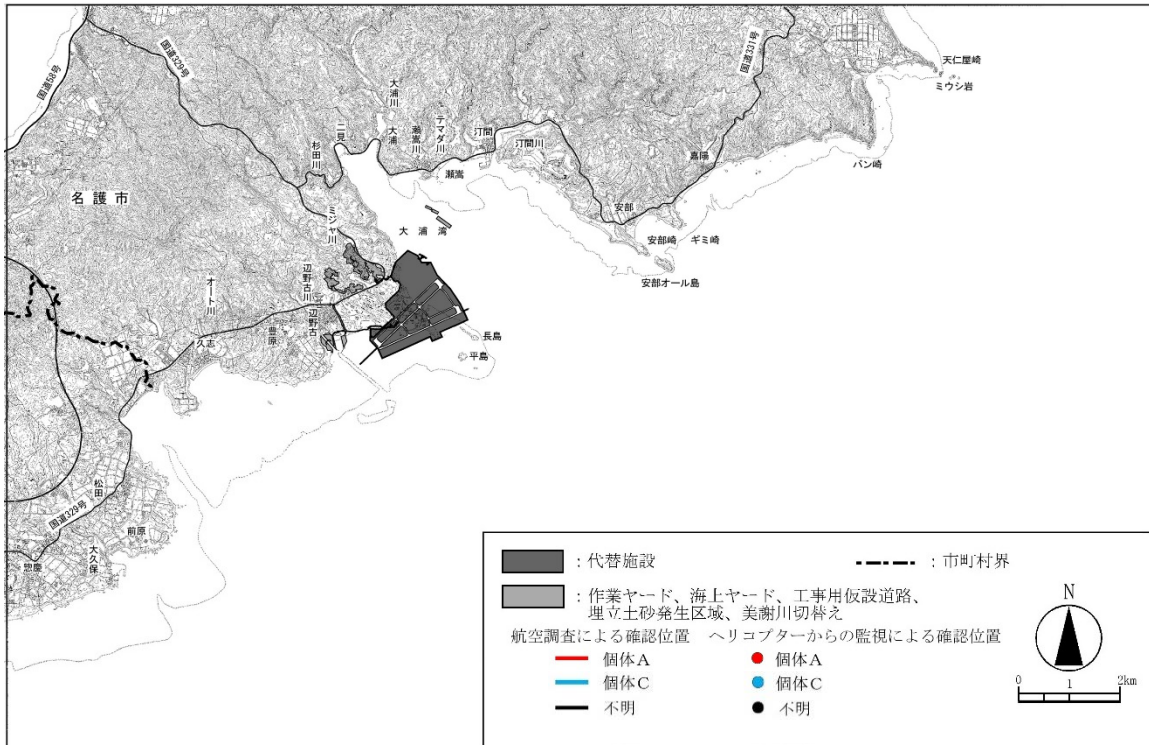 国道58号
国道329号
国道331号
天仁屋崎
ミウシ岩
バン崎
大浦川
大浦
二見
杉田川
瀬嵩川
テマダ川
汀間
汀間川
瀬嵩
嘉陽
安部
安部崎
ギミ崎
安部オール島
名護市
ミジャ川
大浦湾
辺野古川
辺野古
オート川
豊原
久志
長島
平島
松田
国道329号
前原
大久保
惣慶
：代替施設
：市町村界
：作業ヤード、海上ヤード、工事用仮設道路、
埋立土砂発生区域、美謝川切替え
航空調査による確認位置 ヘリコプターからの監視による確認位置
個体A 個体A
個体C 個体C
不明 不明
N
0 1 2km